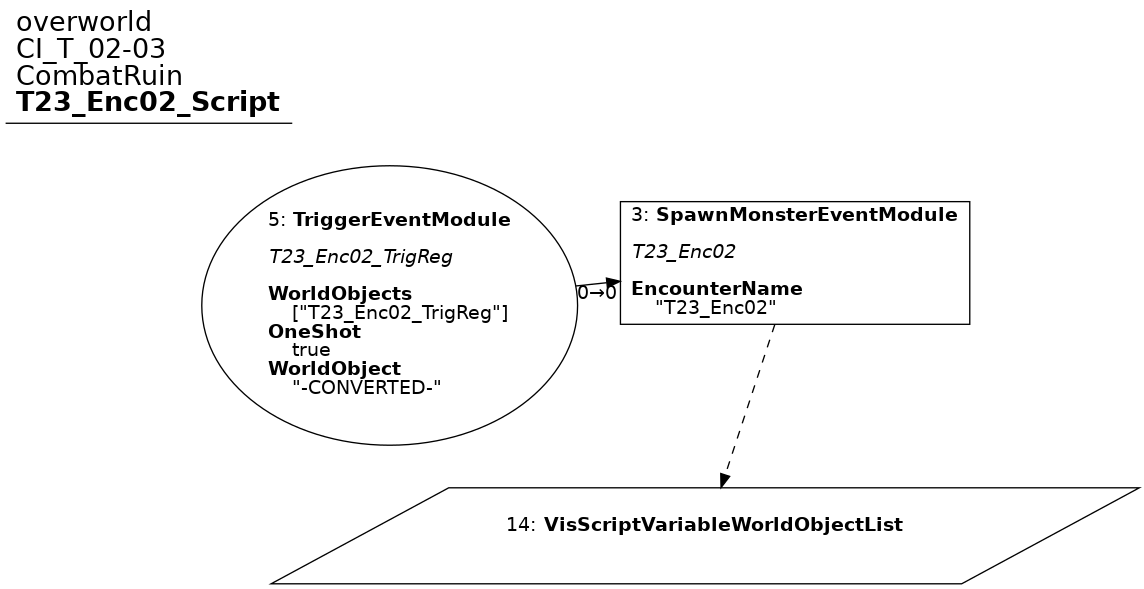 overworld
CI_T_02-03
CombatRuin
T23_Enc02_Script
5: TriggerEventModule
T23_Enc02_TrigReg
WorldObjects
["T23_Enc02_TrigReg"]
OneShot
true
WorldObject
"-CONVERTED-"
0→0
3: SpawnMonsterEventModule
T23_Enc02
EncounterName
"T23_Enc02"
14: VisScriptVariableWorldObjectList